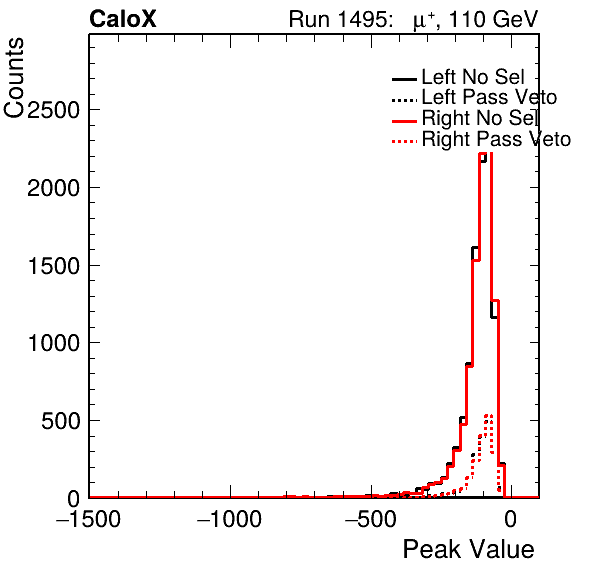 CaloX Run 1495: μ⁺, 110 GeV
Counts
Left No Sel
Left Pass Veto
Right No Sel
Right Pass Veto
2500
2000
1500
1000
500
0
−1500 −1000 −500 0
Peak Value